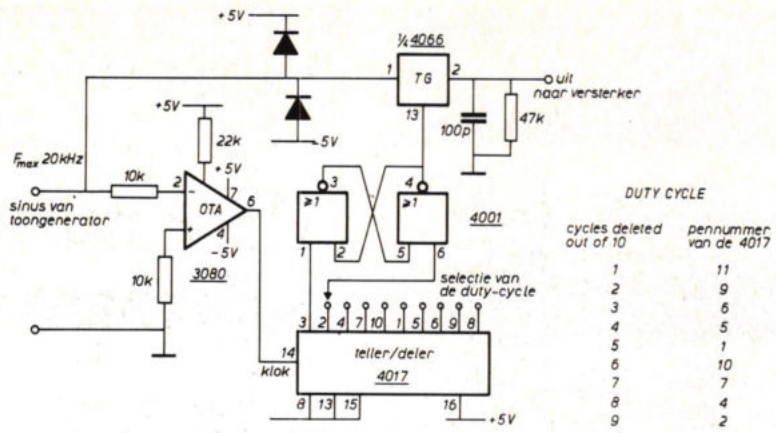 +5V
¼ 4066
1 TG 2
uit
naar versterker
13
100p
47k
-5V
+5V
22k
Fmax 20kHz
+5V
10k
2 - 7
OTA 6
+ 4
-5V
3080
sinus van
toongenerator
10k
3 4
≥1 ≥1
4001
1 2 5 6
selectie van
de duty-cycle
3 2 4 7 10 1 5 6 9 8
14
klok
teller/deler
4017
8 13 15 16
+5V
DUTY CYCLE
cycles deleted pennummer
out of 10 van de 4017
1 11
2 9
3 6
4 5
5 1
6 10
7 7
8 4
9 2